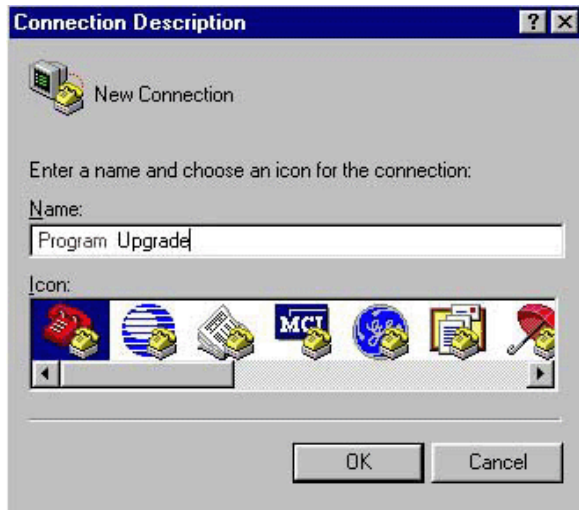 Connection Description
New Connection
Enter a name and choose an icon for the connection:
Name:
Program Upgrade
Icon:
MCI
OK Cancel